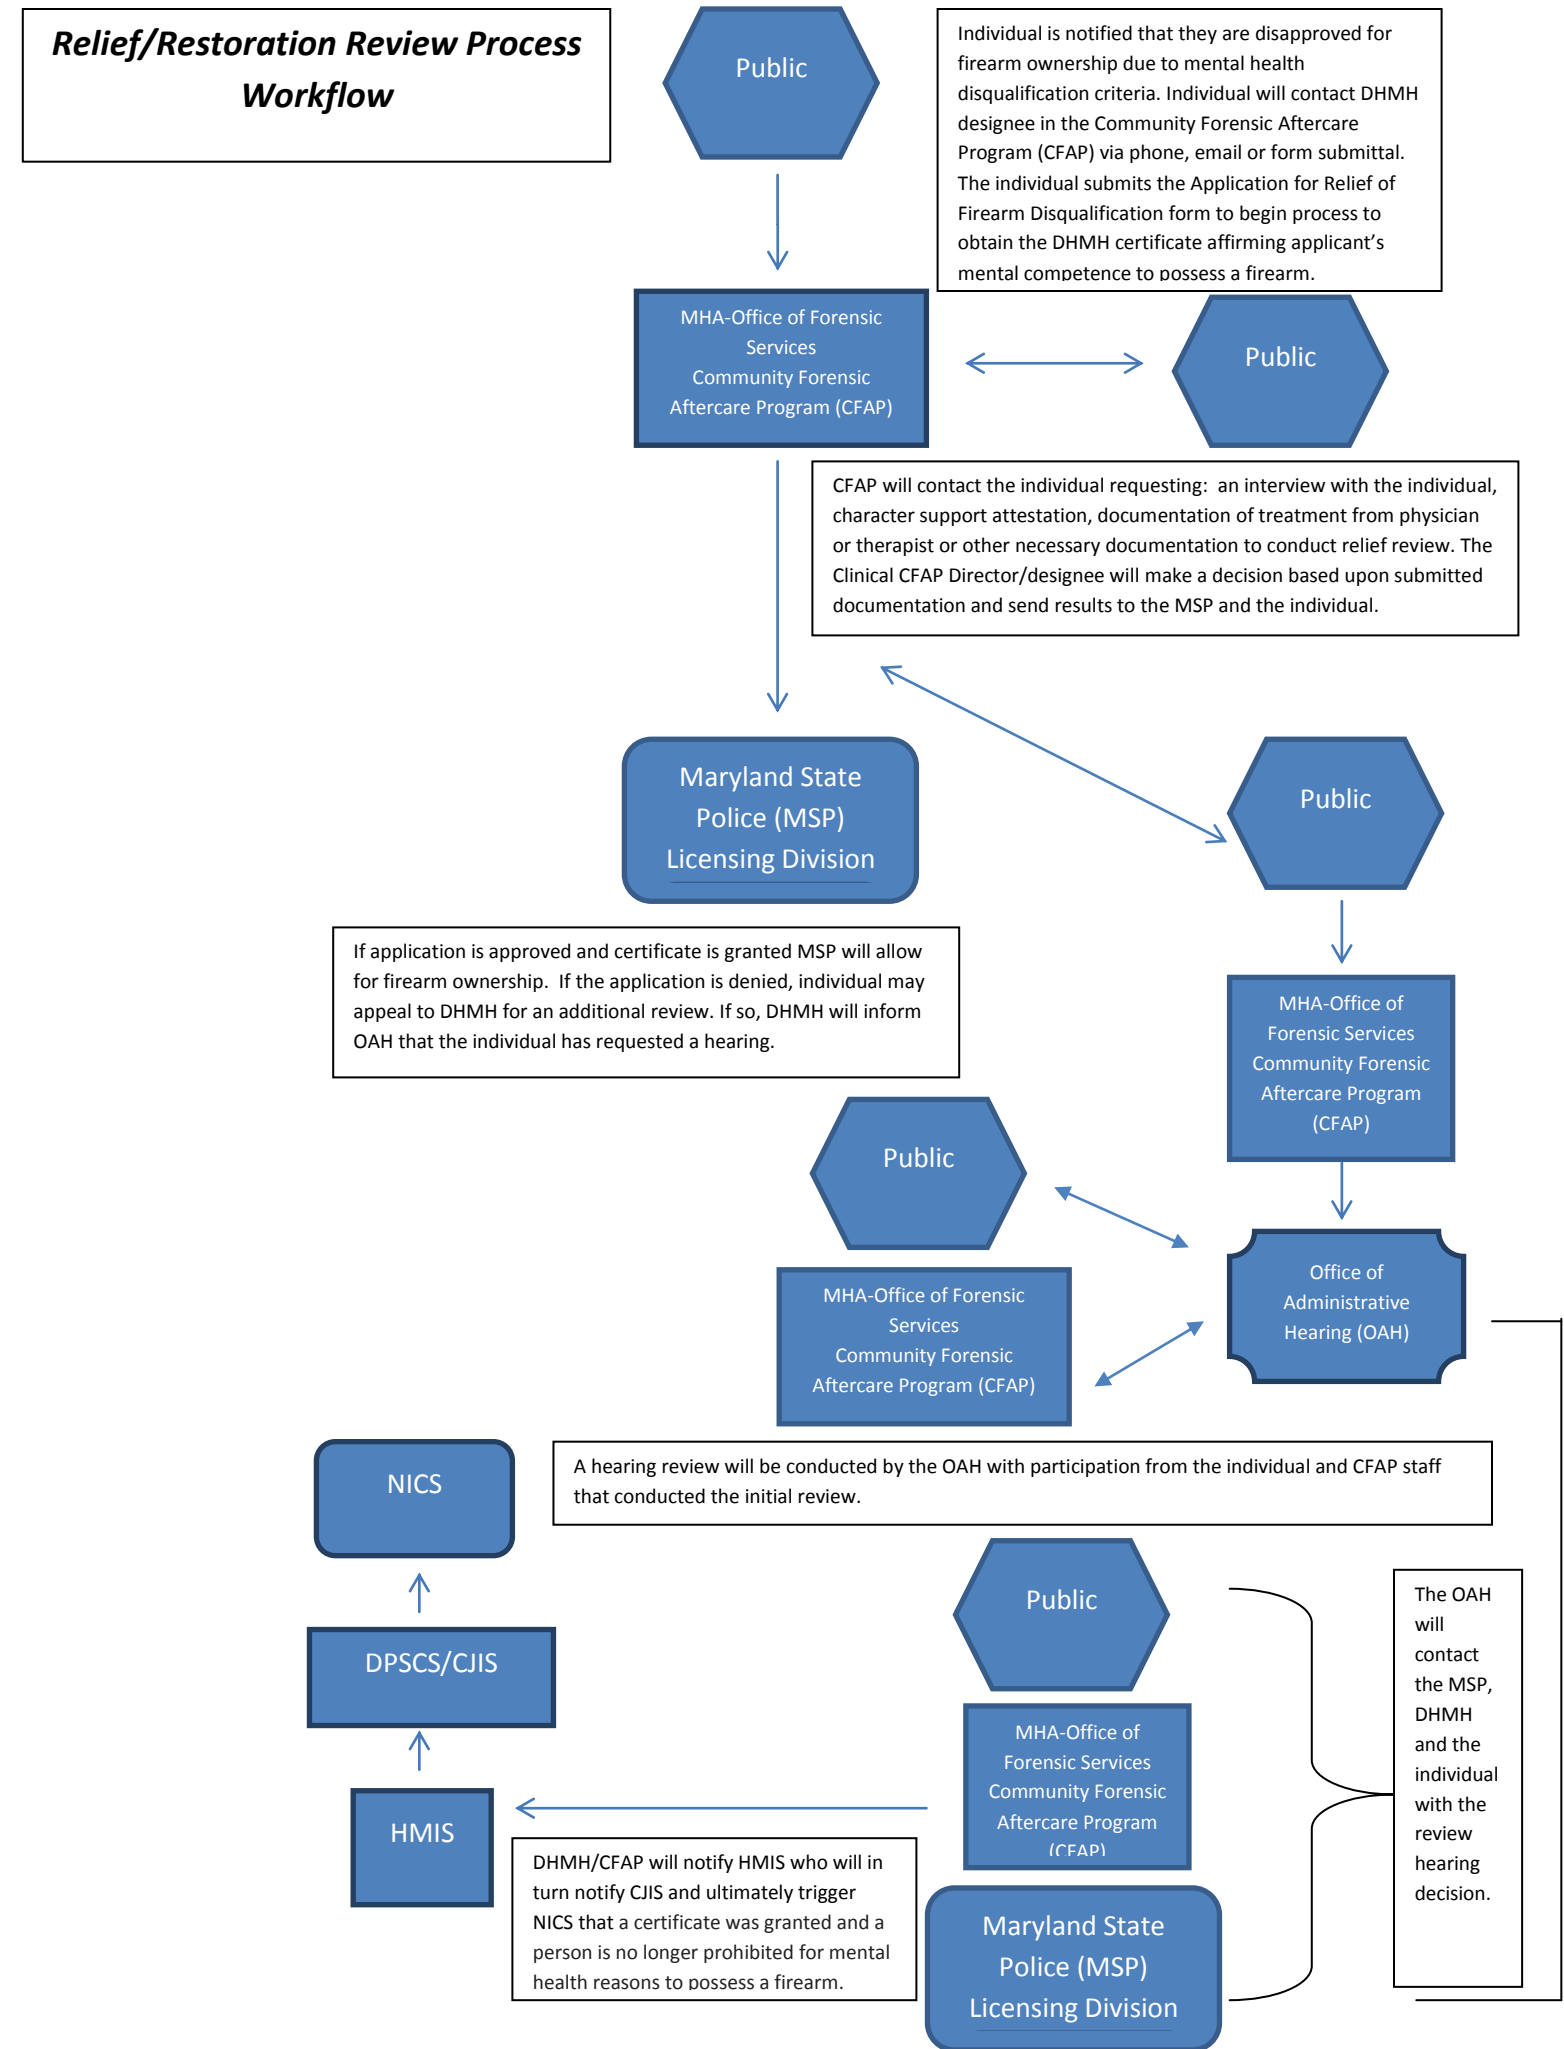 Relief/Restoration Review Process
Workflow
Public
Individual is notified that they are disapproved for
firearm ownership due to mental health
disqualification criteria. Individual will contact DHMH
designee in the Community Forensic Aftercare
Program (CFAP) via phone, email or form submittal.
The individual submits the Application for Relief of
Firearm Disqualification form to begin process to
obtain the DHMH certificate affirming applicant’s
mental competence to possess a firearm.
MHA-Office of Forensic
Services
Community Forensic
Aftercare Program (CFAP)
Public
CFAP will contact the individual requesting:  an interview with the individual,
character support attestation, documentation of treatment from physician
or therapist or other necessary documentation to conduct relief review. The
Clinical CFAP Director/designee will make a decision based upon submitted
documentation and send results to the MSP and the individual.
Maryland State
Police (MSP)
Licensing Division
Public
If application is approved and certificate is granted MSP will allow
for firearm ownership.  If the application is denied, individual may
appeal to DHMH for an additional review. If so, DHMH will inform
OAH that the individual has requested a hearing.
MHA-Office of
Forensic Services
Community Forensic
Aftercare Program
(CFAP)
Public
MHA-Office of Forensic
Services
Community Forensic
Aftercare Program (CFAP)
Office of
Administrative
Hearing (OAH)
A hearing review will be conducted by the OAH with participation from the individual and CFAP staff
that conducted the initial review.
NICS
DPSCS/CJIS
HMIS
Public
MHA-Office of
Forensic Services
Community Forensic
Aftercare Program
(CFAP)
Maryland State
Police (MSP)
Licensing Division
The OAH
will
contact
the MSP,
DHMH
and the
individual
with the
review
hearing
decision.
DHMH/CFAP will notify HMIS who will in
turn notify CJIS and ultimately trigger
NICS that a certificate was granted and a
person is no longer prohibited for mental
health reasons to possess a firearm.